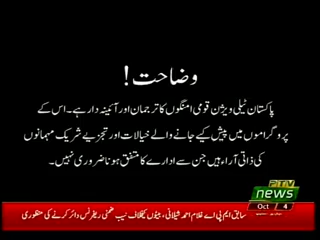 وضاحت !
پاکستان ٹیلی ویژن قومی امنگوں کا ترجمان اور آئینہ دار ہے۔ اس کے
پروگراموں میں پیش کیے جانے والے خیالات اور تجزیے شریک مہمانوں
کی ذاتی آراء ہیں جن سے ادارے کا متفق ہونا ضروری نہیں۔
PTV
news
Oct 4
سابق ایم پی اے غلام احمد شیلانی، بیٹوں کیخلاف نیب ضمنی ریفرنس دائر کرنے کی منظوری